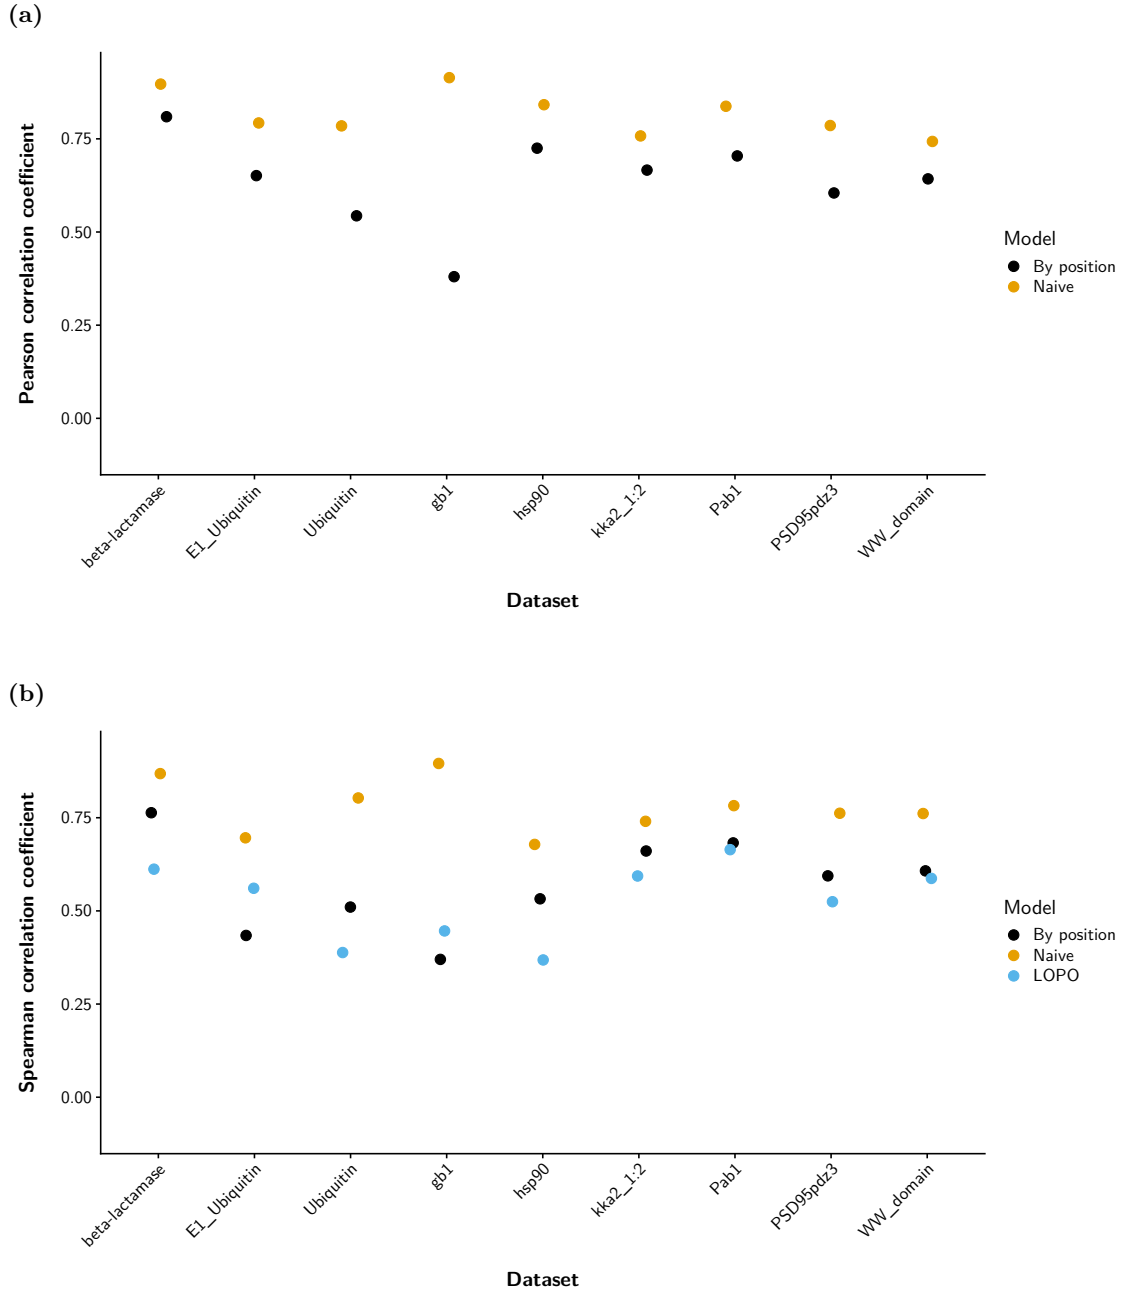 (a)
Pearson correlation coefficient
0.75
0.50
0.25
0.00
beta-lactamase
E1_Ubiquitin
Ubiquitin
gb1
hsp90
kka2_1:2
Pab1
PSD95pdz3
WW_domain
Dataset
Model
By position
Naive
(b)
Spearman correlation coefficient
0.75
0.50
0.25
0.00
beta-lactamase
E1_Ubiquitin
Ubiquitin
gb1
hsp90
kka2_1:2
Pab1
PSD95pdz3
WW_domain
Dataset
Model
By position
Naive
LOPO